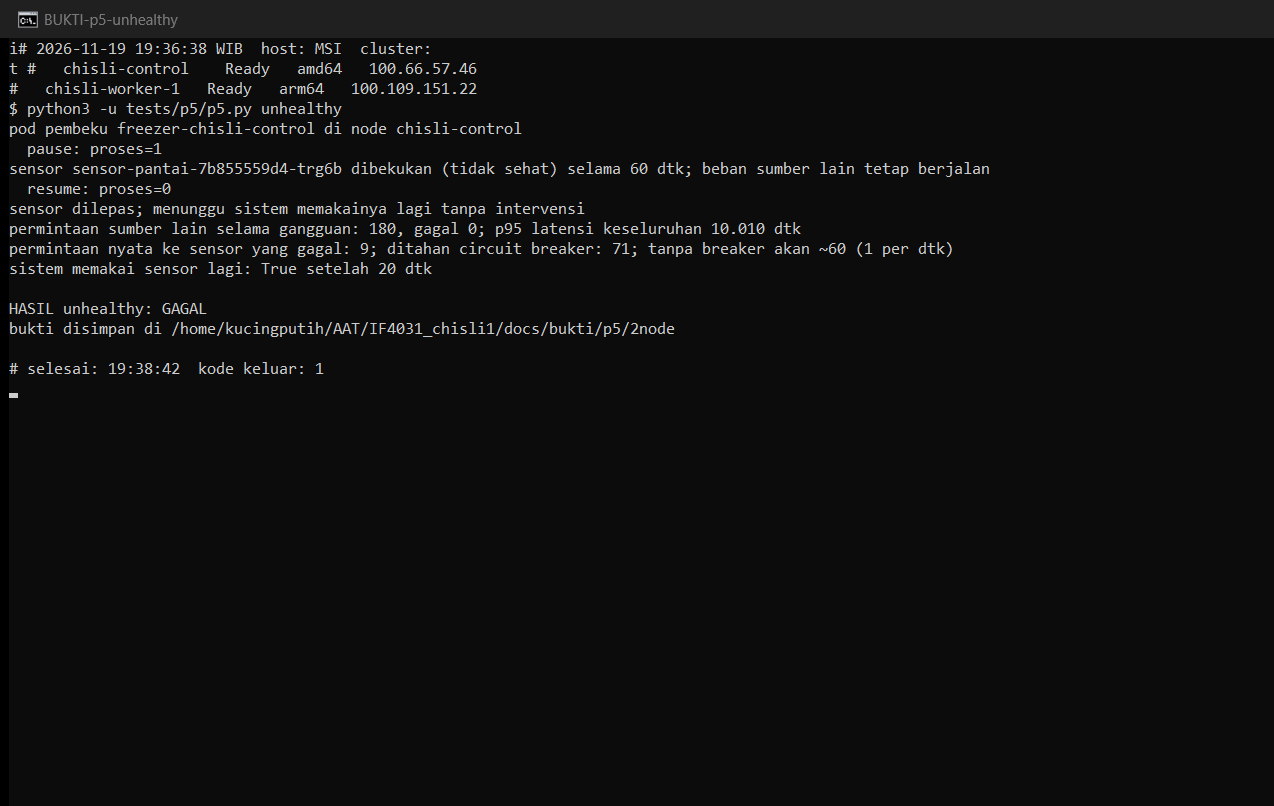 BUKTI-p5-unhealthy
i# 2026-11-19 19:36:38 WIB  host: MSI  cluster:
t #   chisli-control    Ready   amd64   100.66.57.46
#   chisli-worker-1   Ready   arm64   100.109.151.22
$ python3 -u tests/p5/p5.py unhealthy
pod pembeku freezer-chisli-control di node chisli-control
  pause: proses=1
sensor sensor-pantai-7b855559d4-trg6b dibekukan (tidak sehat) selama 60 dtk; beban sumber lain tetap berjalan
  resume: proses=0
sensor dilepas; menunggu sistem memakainya lagi tanpa intervensi
permintaan sumber lain selama gangguan: 180, gagal 0; p95 latensi keseluruhan 10.010 dtk
permintaan nyata ke sensor yang gagal: 9; ditahan circuit breaker: 71; tanpa breaker akan ~60 (1 per dtk)
sistem memakai sensor lagi: True setelah 20 dtk
HASIL unhealthy: GAGAL
bukti disimpan di /home/kucingputih/AAT/IF4031_chisli1/docs/bukti/p5/2node
# selesai: 19:38:42  kode keluar: 1